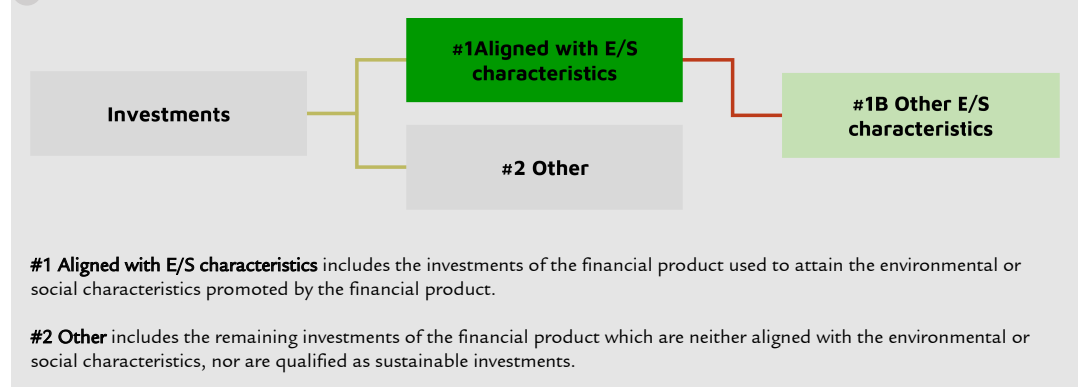 #1Aligned with E/S
characteristics
Investments
#1B Other E/S
characteristics
#2 Other
#1 Aligned with E/S characteristics includes the investments of the financial product used to attain the environmental or
social characteristics promoted by the financial product.
#2 Other includes the remaining investments of the financial product which are neither aligned with the environmental or
social characteristics, nor are qualified as sustainable investments.